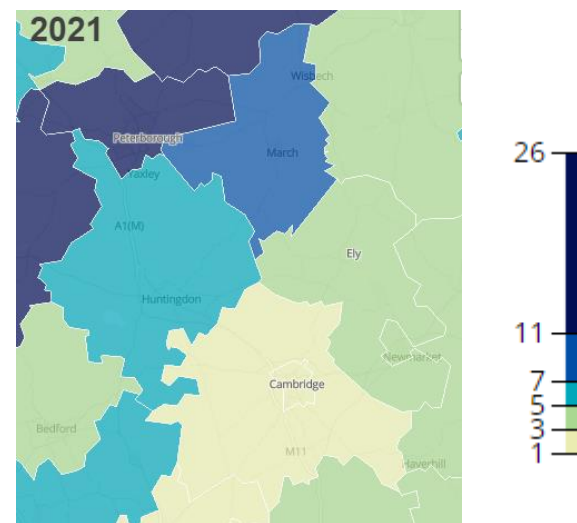 2021
Wisbech
Peterborough
March
Yaxley
A1(M)
Ely
Huntingdon
Newmarket
Cambridge
Bedford
M11
Haverhill
26
11
7
5
3
1